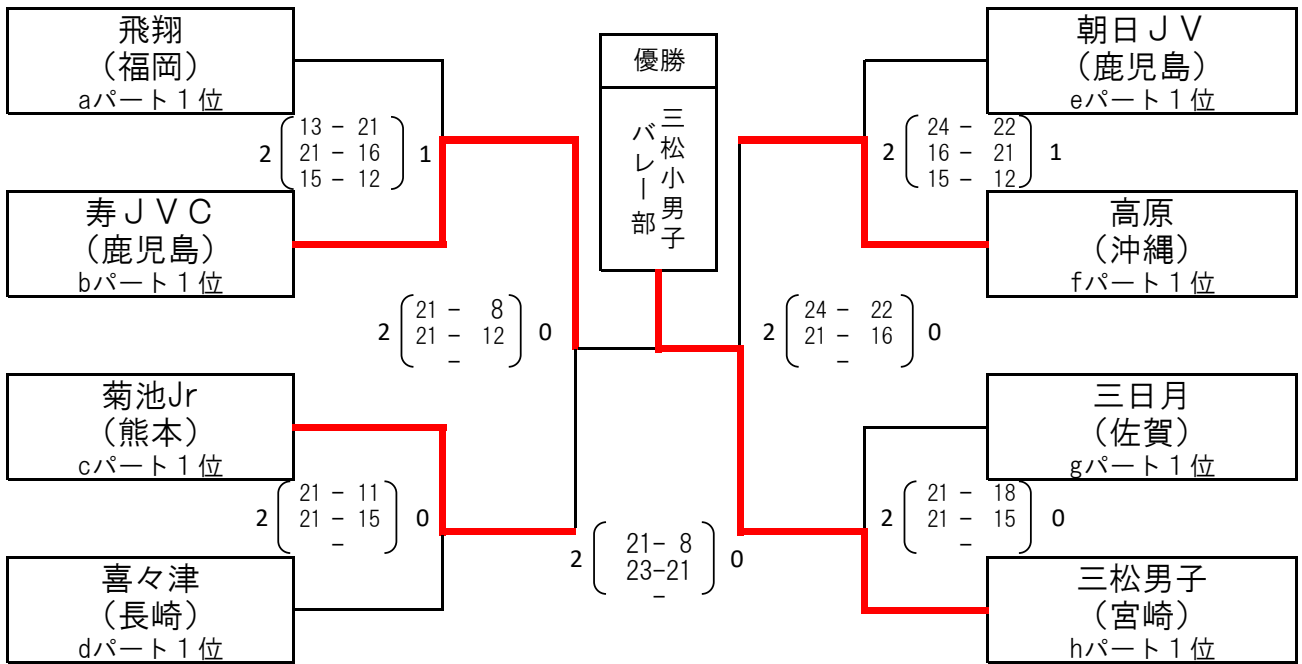 飛翔
（福岡）
aパート１位
2
13 － 21
21 － 16
15 － 12
1
寿ＪＶＣ
（鹿児島）
bパート１位
2
21 － 8
21 － 12
－
0
菊池Jr
（熊本）
cパート１位
2
21 － 11
21 － 15
－
0
喜々津
（長崎）
dパート１位
優勝
三松小男子
バレー部
2
21－ 8
23-21
－
0
朝日ＪＶ
（鹿児島）
eパート１位
2
24 － 22
16 － 21
15 － 12
1
高原
（沖縄）
fパート１位
2
24 － 22
21 － 16
－
0
三日月
（佐賀）
gパート１位
2
21 － 18
21 － 15
－
0
三松男子
（宮崎）
hパート１位